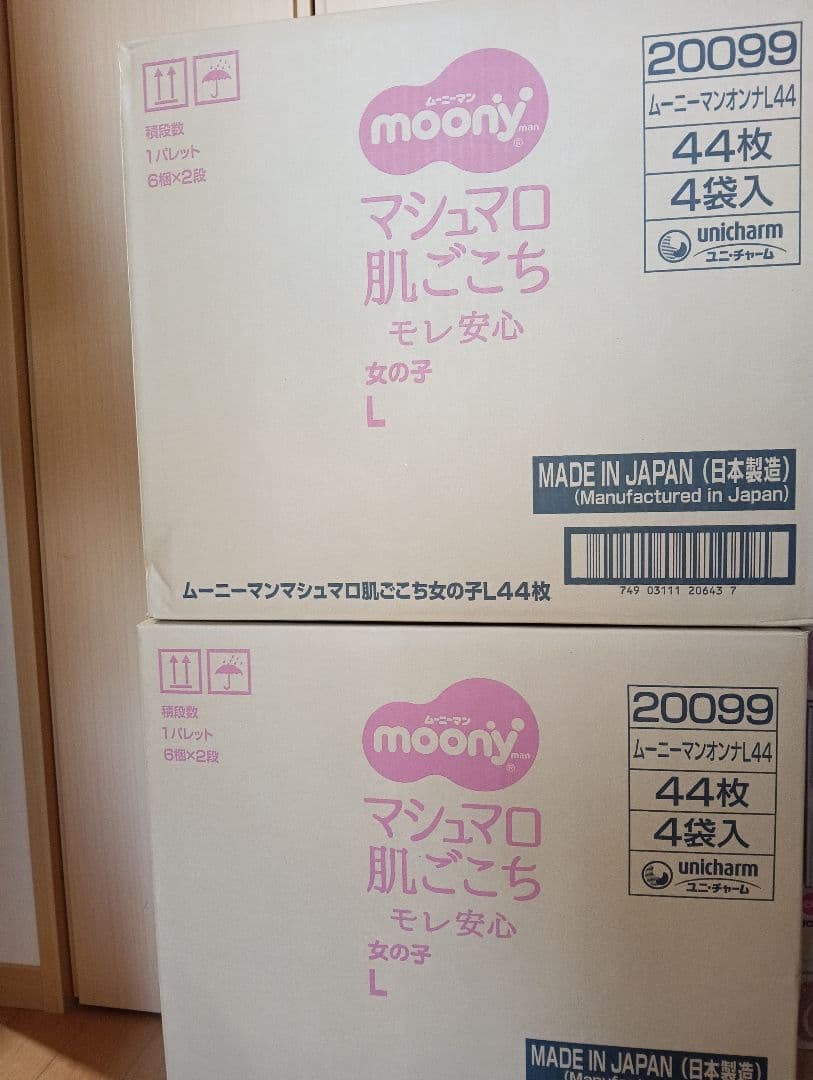 積段数
1パレット
6梱×2段
ムーニーマン
moony
man
®
マシュマロ
肌ごこち
モレ安心
女の子
L
20099
ムーニーマンオンナL44
44枚
4袋入
unicharm
ユニ・チャーム
MADE IN JAPAN（日本製造）
(Manufactured in Japan)
749 03111 20643 7
ムーニーマンマシュマロ肌ごこち女の子L44枚
積段数
1パレット
6梱×2段
ムーニーマン
moony
man
®
マシュマロ
肌ごこち
モレ安心
女の子
L
20099
ムーニーマンオンナL44
44枚
4袋入
unicharm
ユニ・チャーム
MADE IN JAPAN（日本製造）